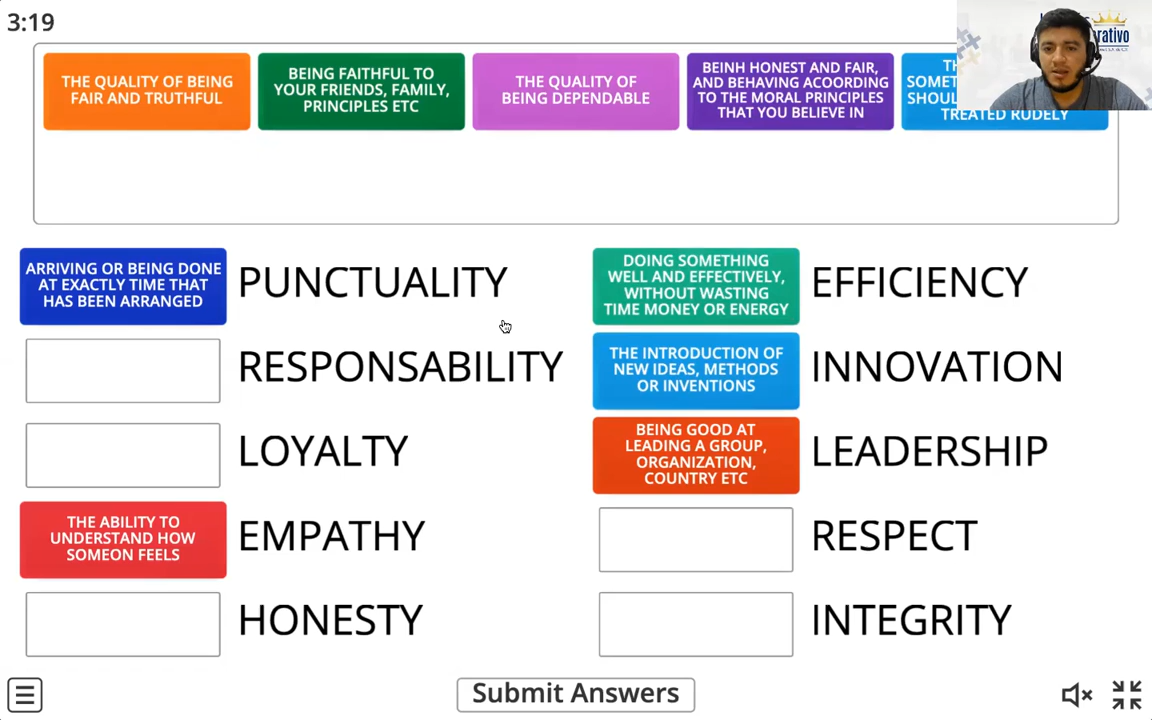 3:19
THE QUALITY OF BEING
FAIR AND TRUTHFUL
BEING FAITHFUL TO
YOUR FRIENDS, FAMILY,
PRINCIPLES ETC
THE QUALITY OF
BEING DEPENDABLE
BEINH HONEST AND FAIR,
AND BEHAVING ACOORDING
TO THE MORAL PRINCIPLES
THAT YOU BELIEVE IN
TREATED RUDELY
ARRIVING OR BEING DONE
AT EXACTLY TIME THAT
HAS BEEN ARRANGED
PUNCTUALITY
RESPONSABILITY
LOYALTY
THE ABILITY TO
UNDERSTAND HOW
SOMEON FEELS
EMPATHY
HONESTY
DOING SOMETHING
WELL AND EFFECTIVELY,
WITHOUT WASTING
TIME MONEY OR ENERGY
EFFICIENCY
THE INTRODUCTION OF
NEW IDEAS, METHODS
OR INVENTIONS
INNOVATION
BEING GOOD AT
LEADING A GROUP,
ORGANIZATION,
COUNTRY ETC
LEADERSHIP
RESPECT
INTEGRITY
Submit Answers